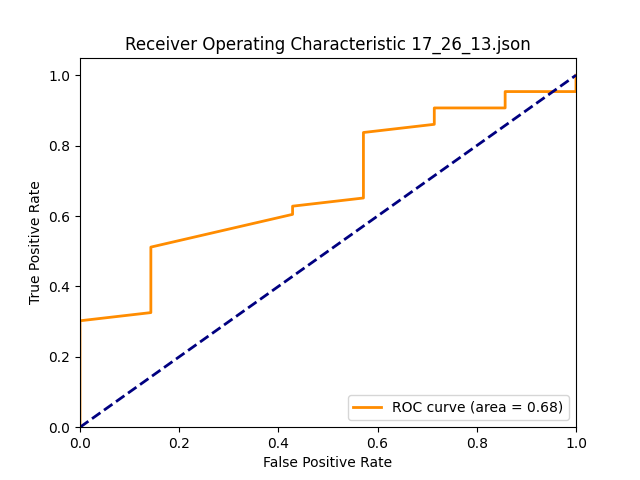 Receiver Operating Characteristic 17_26_13.json
True Positive Rate
1.0
0.8
0.6
0.4
0.2
0.0
0.0 0.2 0.4 0.6 0.8 1.0
False Positive Rate
ROC curve (area = 0.68)